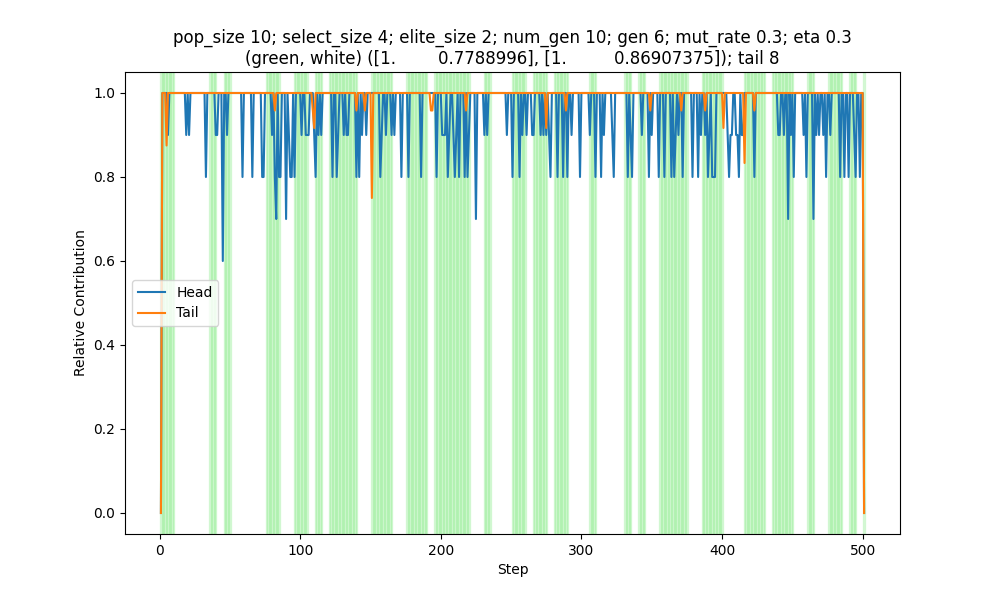 pop_size 10; select_size 4; elite_size 2; num_gen 10; gen 6; mut_rate 0.3; eta 0.3
(green, white) ([1.        0.7788996], [1.         0.86907375]); tail 8
1.0
0.8
0.6
0.4
0.2
0.0
Relative Contribution
Head
Tail
0
100
200
300
400
500
Step